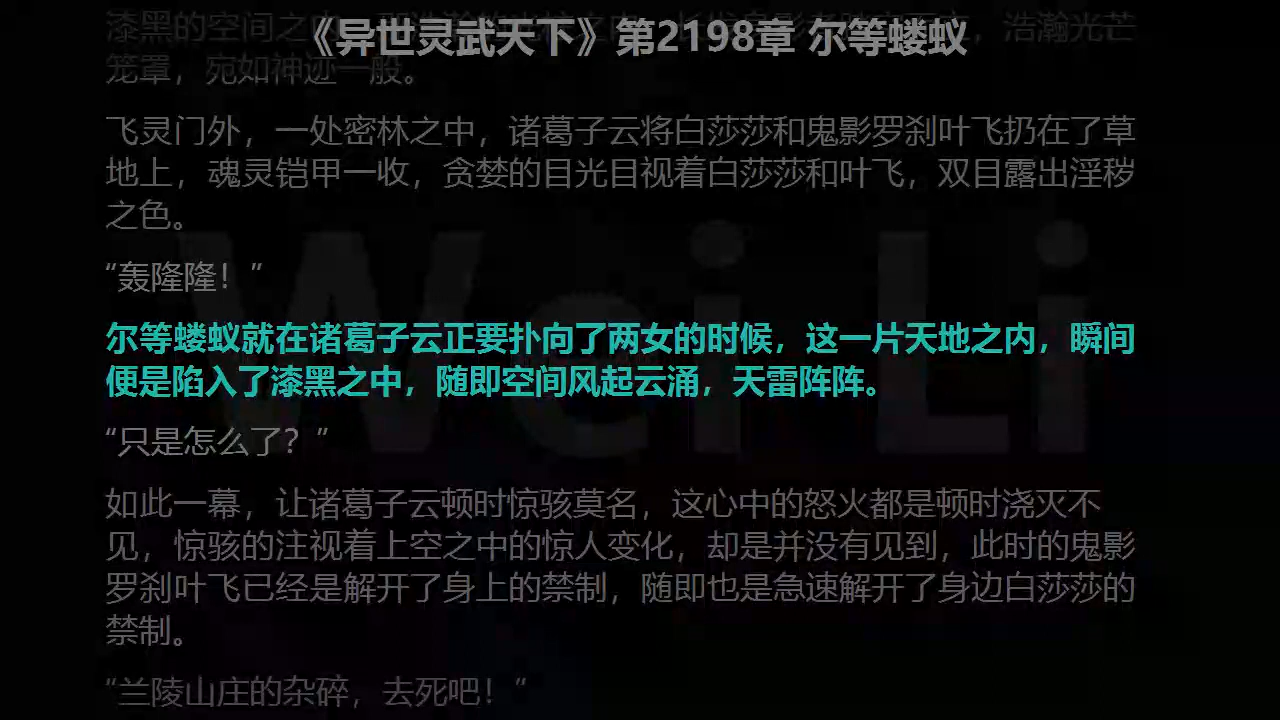 《异世灵武天下》第2198章 尔等蝼蚁
漆黑的空间之
，浩瀚光芒
笼罩，宛如神迹一般。
飞灵门外，一处密林之中，诸葛子云将白莎莎和鬼影罗刹叶飞扔在了草
地上，魂灵铠甲一收，贪婪的目光目视着白莎莎和叶飞，双目露出淫秽
之色。
“轰隆隆！”
尔等蝼蚁就在诸葛子云正要扑向了两女的时候，这一片天地之内，瞬间
便是陷入了漆黑之中，随即空间风起云涌，天雷阵阵。
“只是怎么了？”
如此一幕，让诸葛子云顿时惊骇莫名，这心中的怒火都是顿时浇灭不
见，惊骇的注视着上空之中的惊人变化，却是并没有见到，此时的鬼影
罗刹叶飞已经是解开了身上的禁制，随即也是急速解开了身边白莎莎的
禁制。
“兰陵山庄的杂碎，去死吧！”
Wei Li